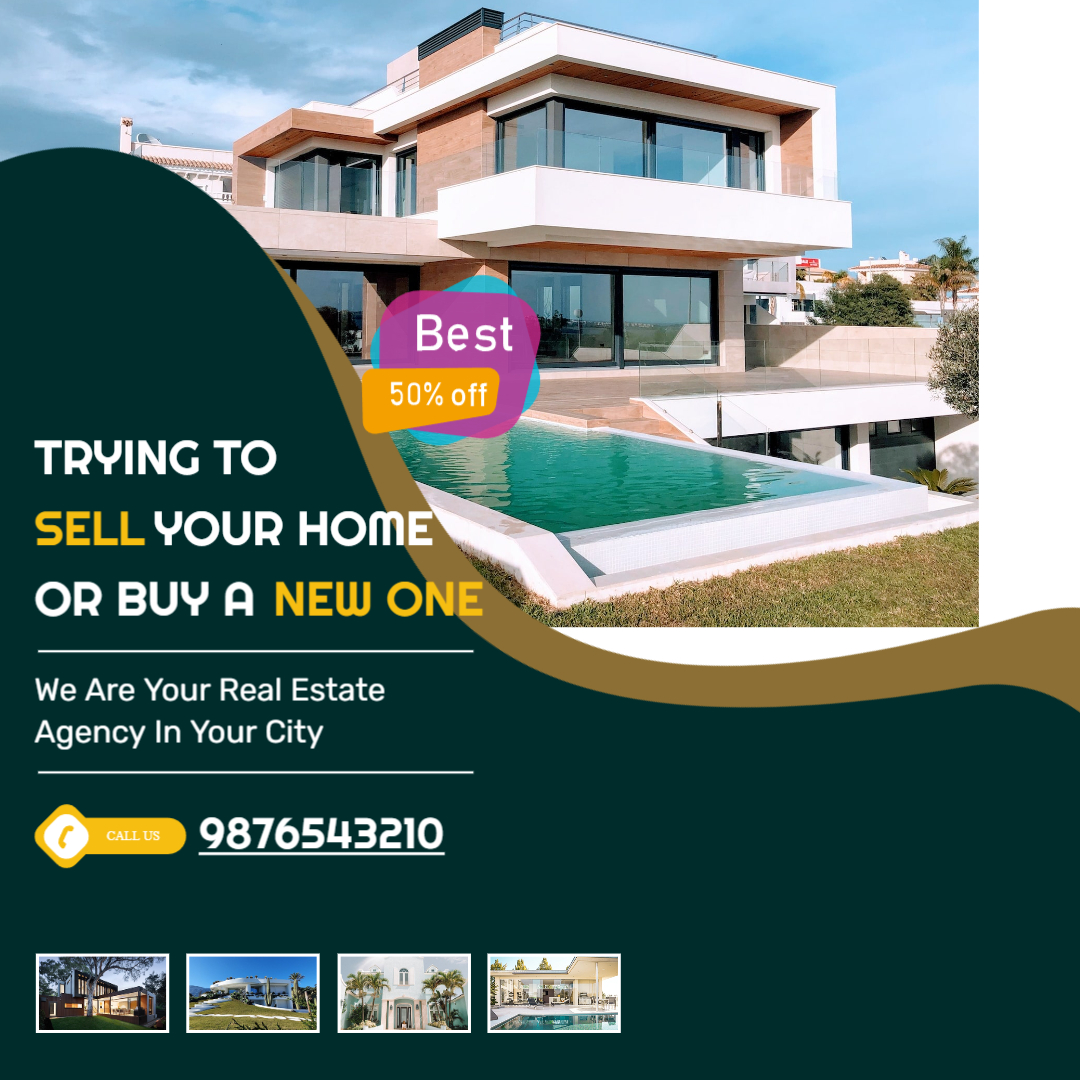 Best
50% off
TRYING TO
SELL YOUR HOME
OR BUY A NEW ONE
We Are Your Real Estate
Agency In Your City
CALL US
9876543210